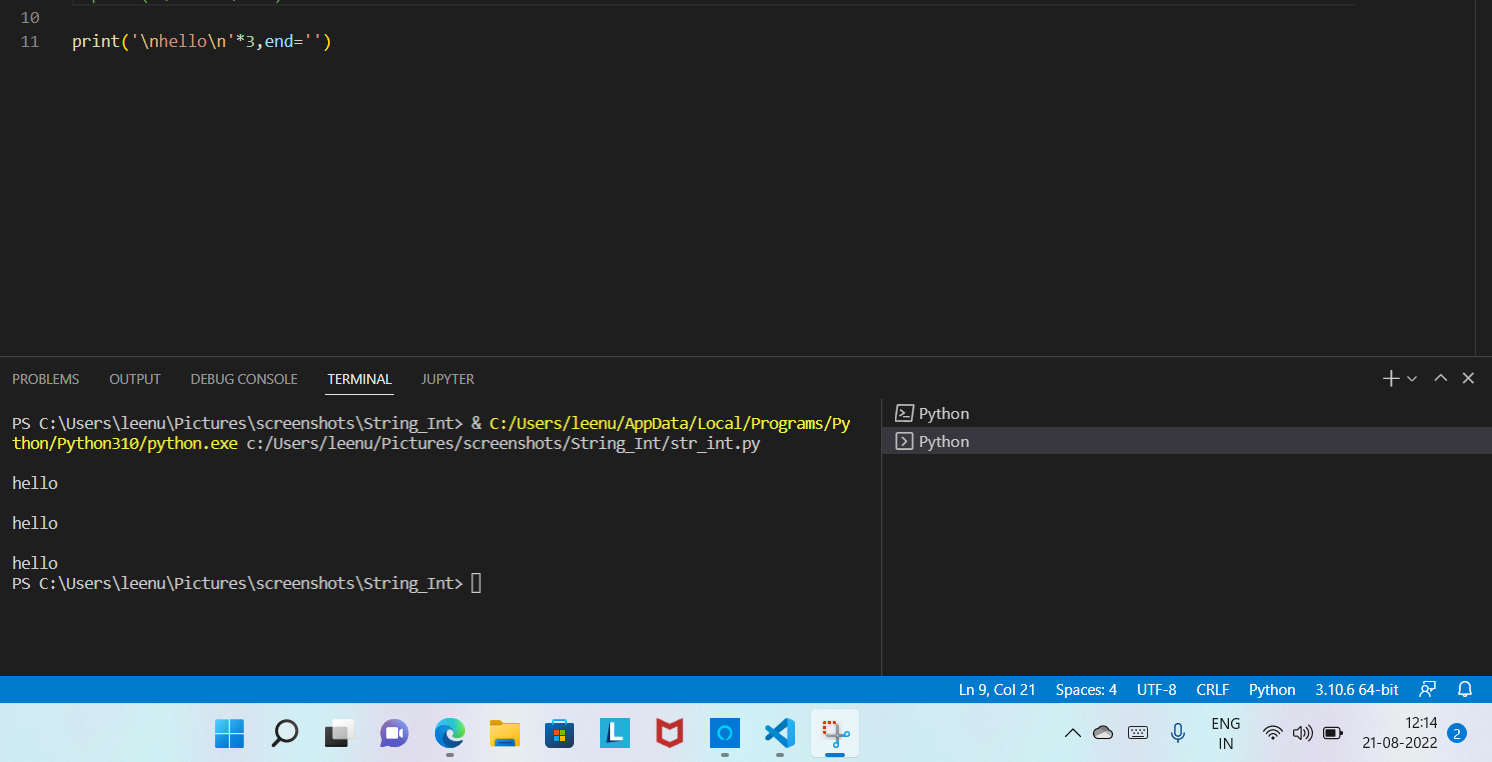 10
11 print('\nhello\n'*3,end='')
PROBLEMS OUTPUT DEBUG CONSOLE TERMINAL JUPYTER
PS C:\Users\leenu\Pictures\screenshots\String_Int> & C:/Users/leenu/AppData/Local/Programs/Py
thon/Python310/python.exe c:/Users/leenu/Pictures/screenshots/String_Int/str_int.py
hello
hello
hello
PS C:\Users\leenu\Pictures\screenshots\String_Int>
Python
Python
Ln 9, Col 21 Spaces: 4 UTF-8 CRLF Python 3.10.6 64-bit
ENG
IN
12:14
21-08-2022
2